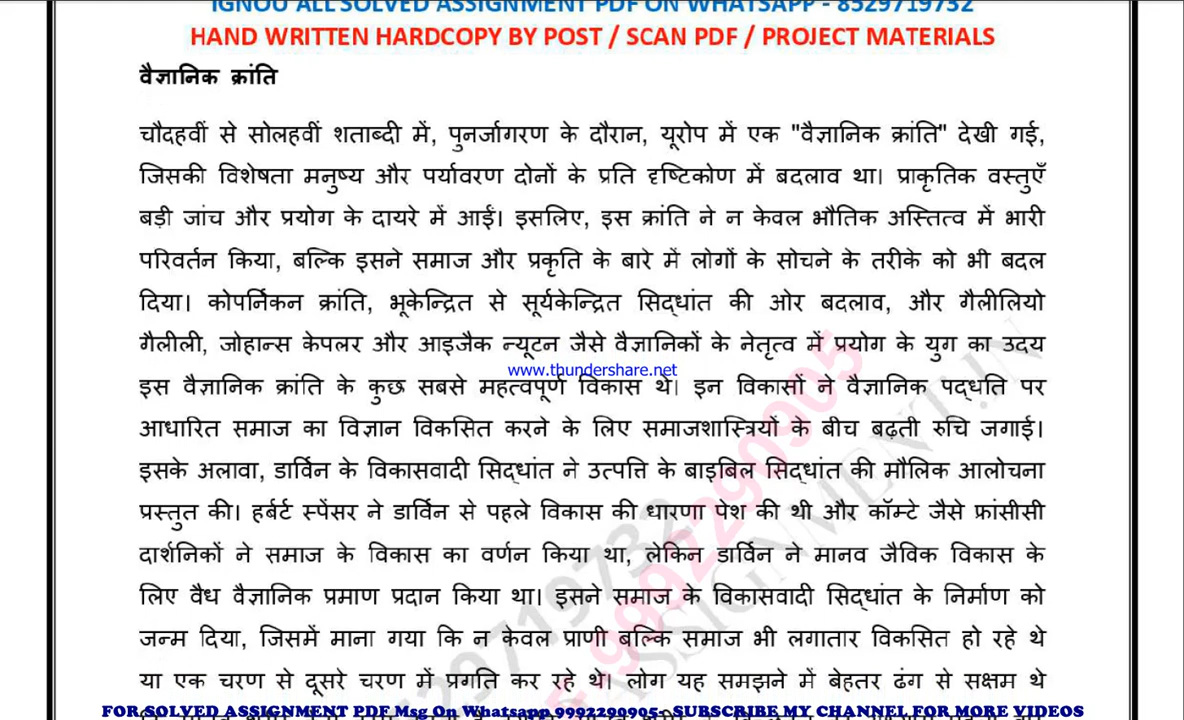 IGNOU ALL SOLVED ASSIGNMENT PDF ON WHATSAPP - 8529719732
HAND WRITTEN HARDCOPY BY POST / SCAN PDF / PROJECT MATERIALS
वैज्ञानिक क्रांति
चौदहवीं से सोलहवीं शताब्दी में, पुनर्जागरण के दौरान, यूरोप में एक "वैज्ञानिक क्रांति" देखी गई,
जिसकी विशेषता मनुष्य और पर्यावरण दोनों के प्रति दृष्टिकोण में बदलाव था। प्राकृतिक वस्तुएँ
बड़ी जांच और प्रयोग के दायरे में आईं। इसलिए, इस क्रांति ने न केवल भौतिक अस्तित्व में भारी
परिवर्तन किया, बल्कि इसने समाज और प्रकृति के बारे में लोगों के सोचने के तरीके को भी बदल
दिया। कोपर्निकन क्रांति, भूकेन्द्रित से सूर्यकेन्द्रित सिद्धांत की ओर बदलाव, और गैलीलियो
गैलीली, जोहान्स केपलर और आइजैक न्यूटन जैसे वैज्ञानिकों के नेतृत्व में प्रयोग के युग का उदय
www.thundershare.net
इस वैज्ञानिक क्रांति के कुछ सबसे महत्वपूर्ण विकास थे। इन विकासों ने वैज्ञानिक पद्धति पर
आधारित समाज का विज्ञान विकसित करने के लिए समाजशास्त्रियों के बीच बढ़ती रुचि जगाई।
इसके अलावा, डार्विन के विकासवादी सिद्धांत ने उत्पत्ति के बाइबिल सिद्धांत की मौलिक आलोचना
प्रस्तुत की। हर्बर्ट स्पेंसर ने डार्विन से पहले विकास की धारणा पेश की थी और कॉम्टे जैसे फ्रांसीसी
दार्शनिकों ने समाज के विकास का वर्णन किया था, लेकिन डार्विन ने मानव जैविक विकास के
लिए वैध वैज्ञानिक प्रमाण प्रदान किया था। इसने समाज के विकासवादी सिद्धांत के निर्माण को
जन्म दिया, जिसमें माना गया कि न केवल प्राणी बल्कि समाज भी लगातार विकसित हो रहे थे
या एक चरण से दूसरे चरण में प्रगति कर रहे थे। लोग यह समझने में बेहतर ढंग से सक्षम थे
FOR SOLVED ASSIGNMENT PDF Msg On Whatsapp 9992290905- SUBSCRIBE MY CHANNEL FOR MORE VIDEOS